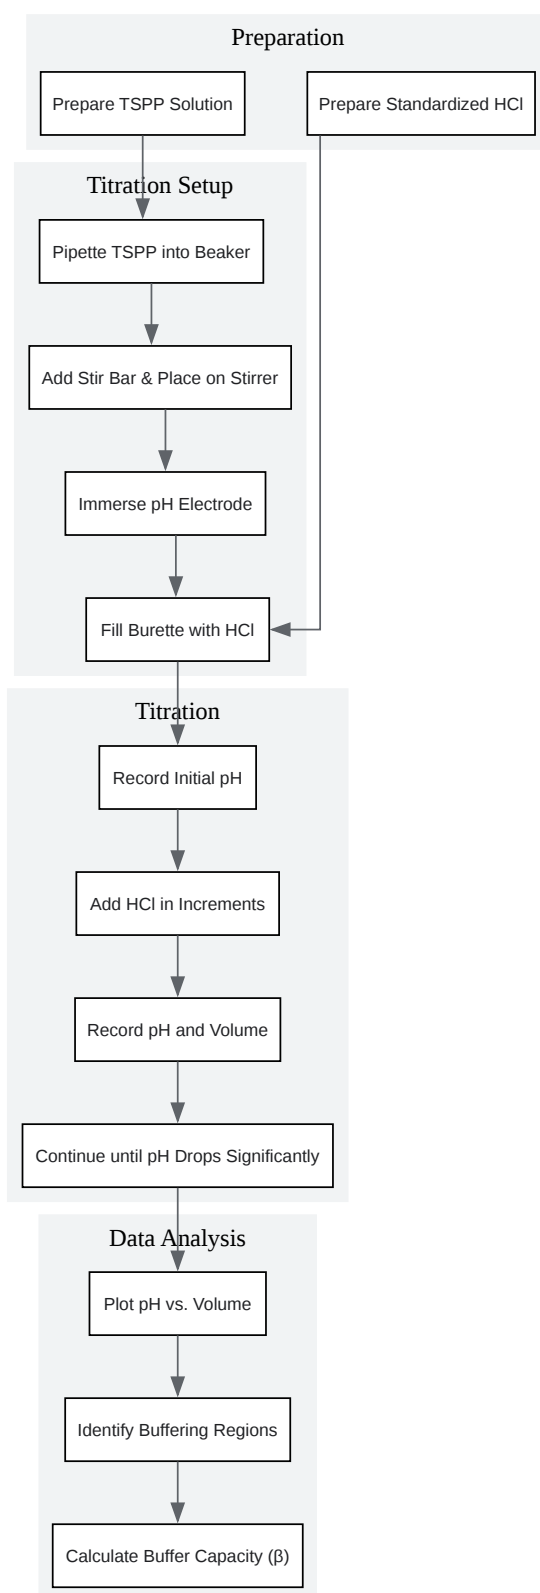 Preparation
Prepare TSPP Solution
Prepare Standardized HCl
Titration Setup
Pipette TSPP into Beaker
Add Stir Bar & Place on Stirrer
Immerse pH Electrode
Fill Burette with HCl
Titration
Record Initial pH
Add HCl in Increments
Record pH and Volume
Continue until pH Drops Significantly
Data Analysis
Plot pH vs. Volume
Identify Buffering Regions
Calculate Buffer Capacity (β)